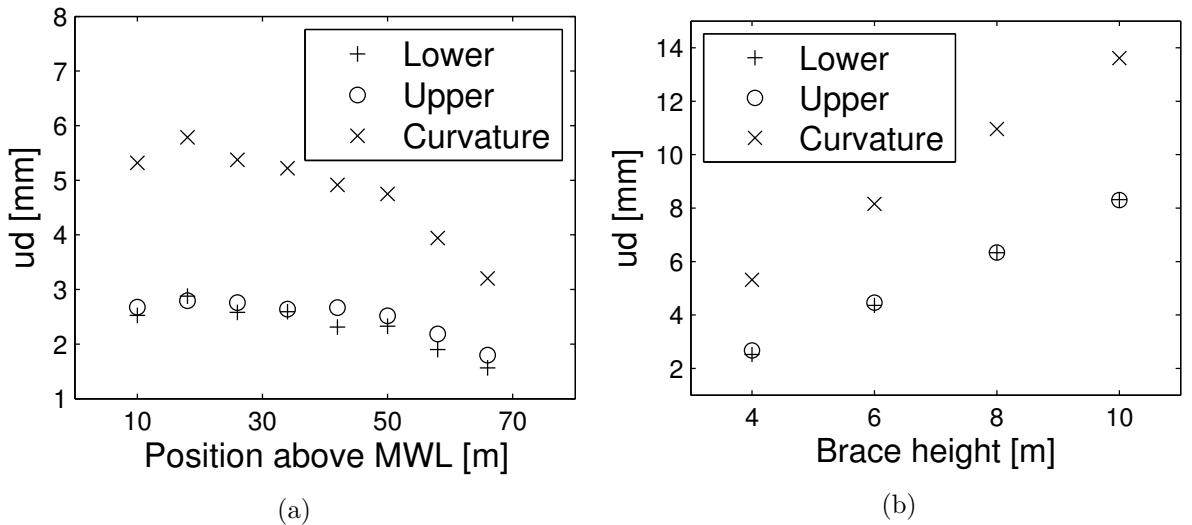 8
7
6
5
4
3
2
1
ud [mm]
Lower
Upper
Curvature
10 30 50 70
Position above MWL [m]
(a)
14
12
10
8
6
4
2
ud [mm]
Lower
Upper
Curvature
4 6 8 10
Brace height [m]
(b)